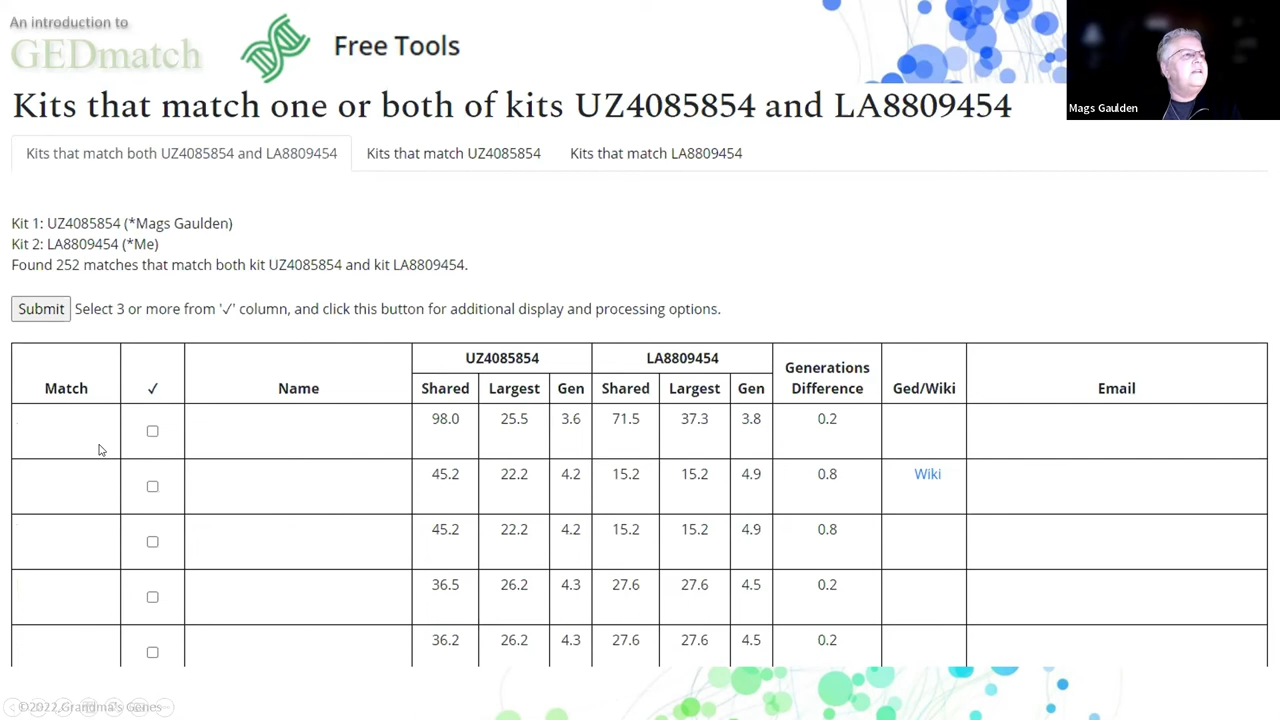 An introduction to
GEDmatch
Free Tools
Mags Gaulden
Kits that match one or both of kits UZ4085854 and LA8809454
Kits that match both UZ4085854 and LA8809454 Kits that match UZ4085854 Kits that match LA8809454
Kit 1: UZ4085854 (*Mags Gaulden)
Kit 2: LA8809454 (*Me)
Found 252 matches that match both kit UZ4085854 and kit LA8809454.
Submit Select 3 or more from '✓' column, and click this button for additional display and processing options.
UZ4085854 LA8809454
Match ✓ Name Shared Largest Gen Shared Largest Gen Generations Difference Ged/Wiki Email
98.0 25.5 3.6 71.5 37.3 3.8 0.2
45.2 22.2 4.2 15.2 15.2 4.9 0.8 Wiki
45.2 22.2 4.2 15.2 15.2 4.9 0.8
36.5 26.2 4.3 27.6 27.6 4.5 0.2
36.2 26.2 4.3 27.6 27.6 4.5 0.2
©2022 Grandma's Genes